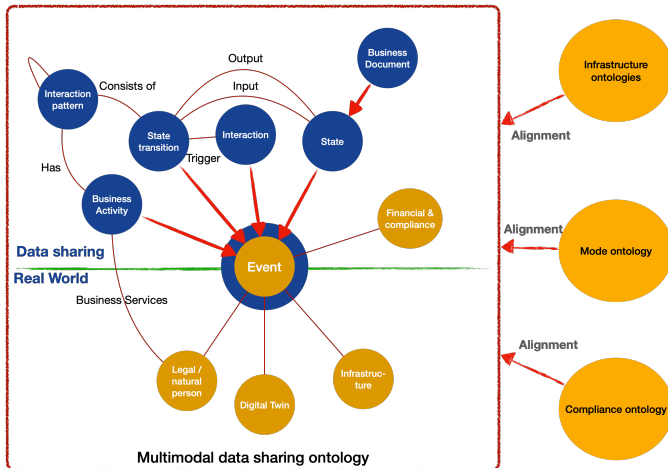 Business
Document
Infrastructure
ontologies
Output
Input
Consists of
Interaction
pattern
State
transition
Interaction
State
Trigger
Alignment
Has
Business
Activity
Financial &
compliance
Data sharing
Real World
Event
Alignment
Mode ontology
Business Services
Legal /
natural
person
Digital Twin
Infrastruc-
ture
Alignment
Compliance ontology
Multimodal data sharing ontology